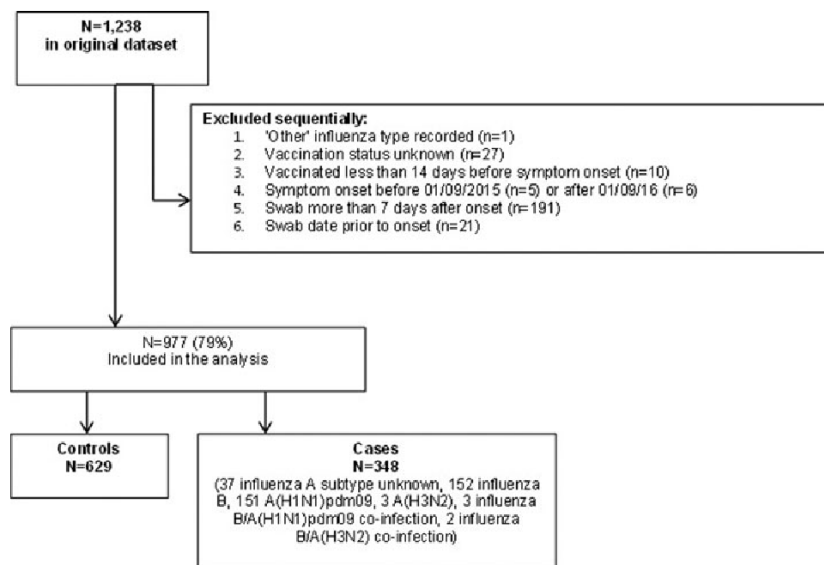 N=1,238
in original dataset
Excluded sequentially:
1. 'Other' influenza type recorded (n=1)
2. Vaccination status unknown (n=27)
3. Vaccinated less than 14 days before symptom onset (n=10)
4. Symptom onset before 01/09/2015 (n=5) or after 01/09/16 (n=6)
5. Swab more than 7 days after onset (n=191)
6. Swab date prior to onset (n=21)
N=977 (79%)
Included in the analysis
Controls
N=629
Cases
N=348
(37 influenza A subtype unknown, 152 influenza
B, 151 A(H1N1)pdm09, 3 A(H3N2), 3 influenza
B/A(H1N1)pdm09 co-infection, 2 influenza
B/A(H3N2) co-infection)